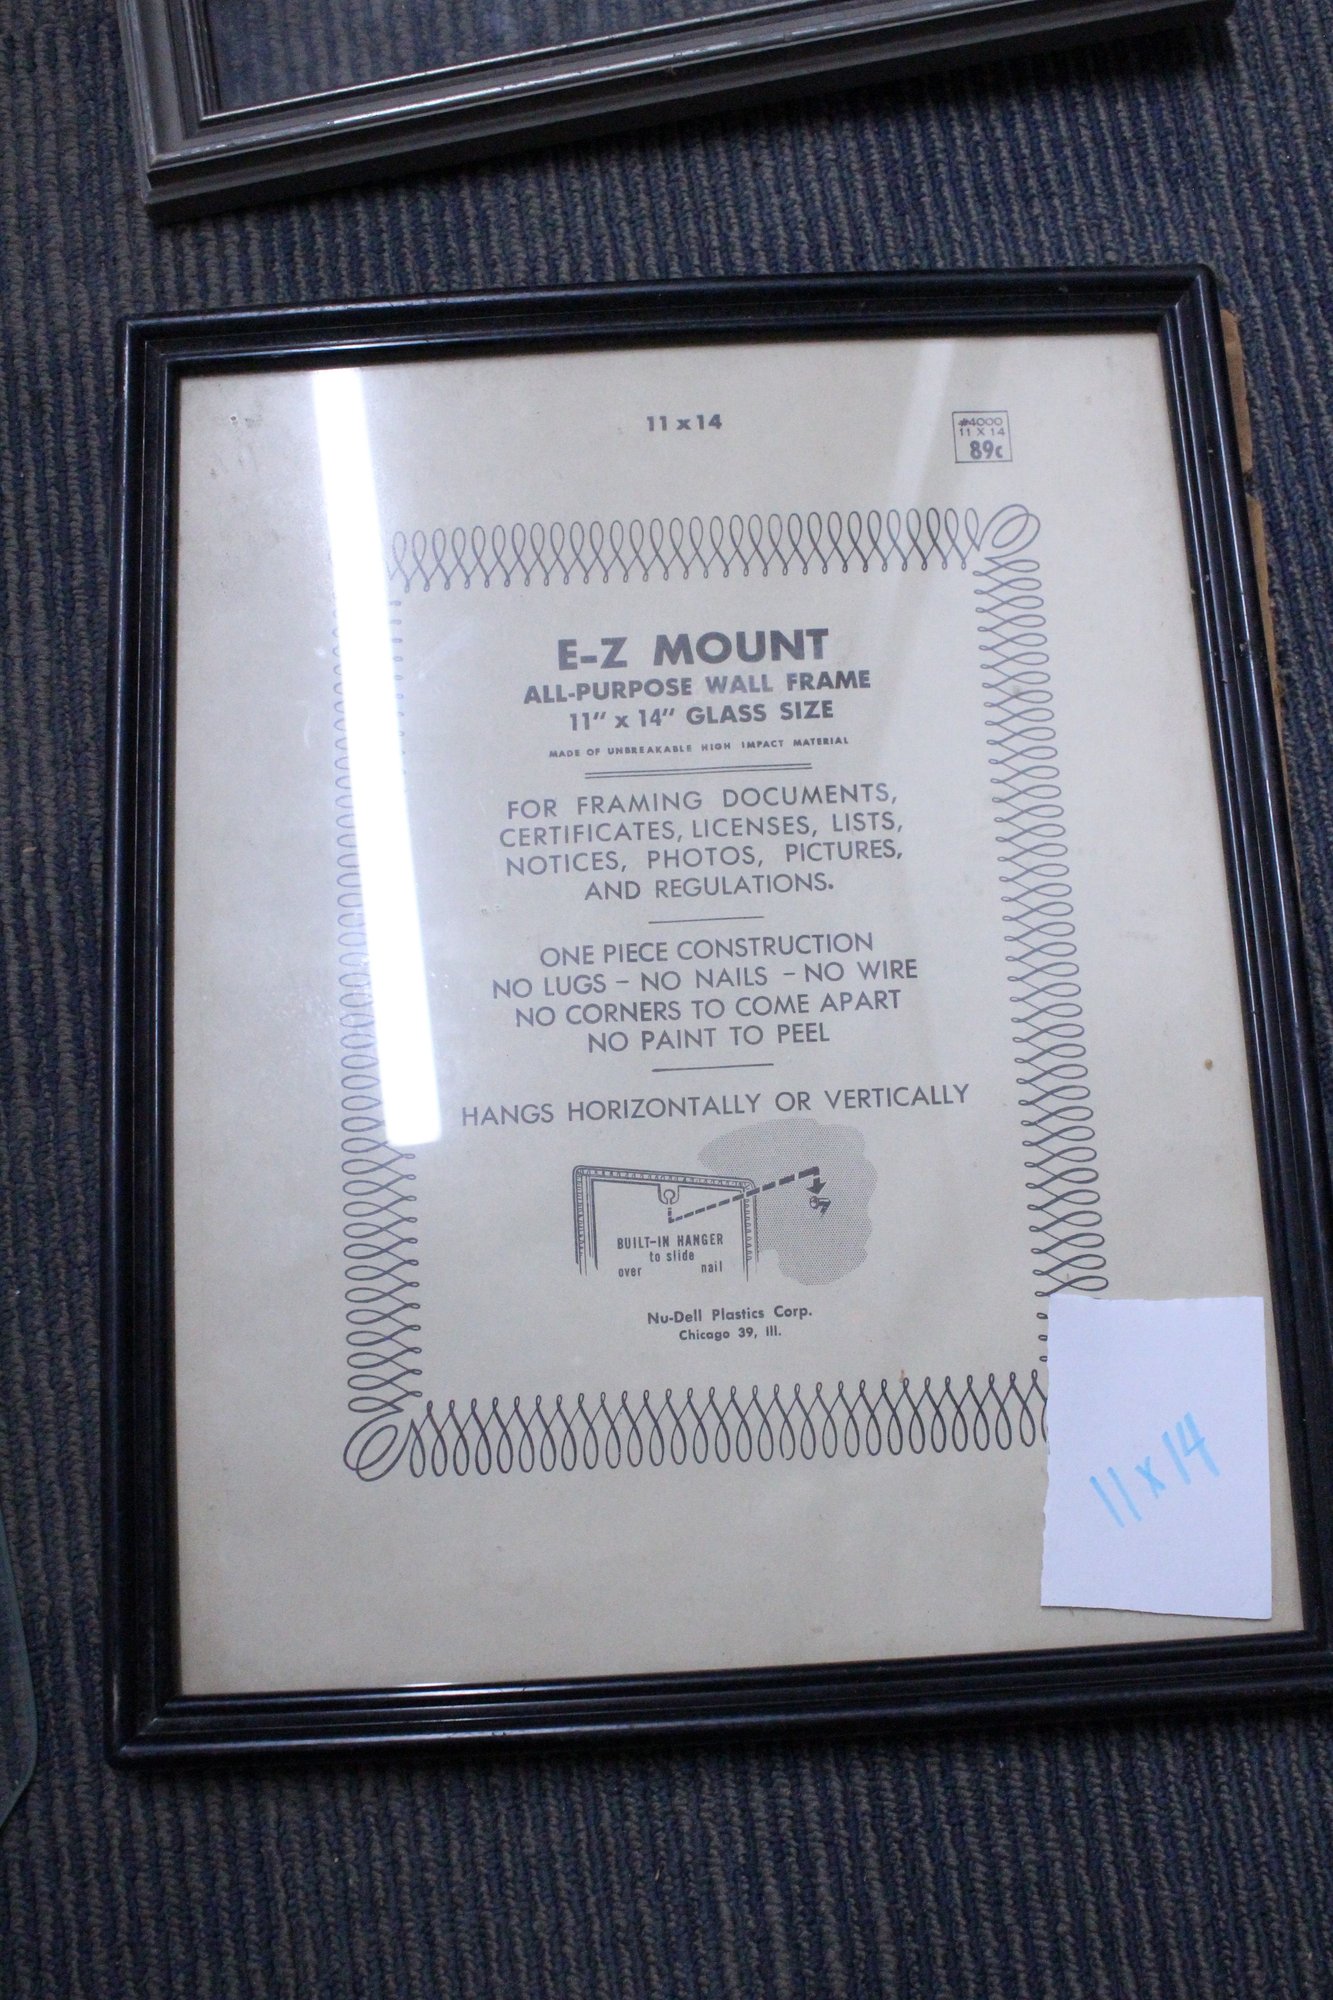 11 x 14
#4000
11 X 14
89c
E-Z MOUNT
ALL-PURPOSE WALL FRAME
11" x 14" GLASS SIZE
MADE OF UNBREAKABLE HIGH IMPACT MATERIAL
FOR FRAMING DOCUMENTS,
CERTIFICATES, LICENSES, LISTS,
NOTICES, PHOTOS, PICTURES,
AND REGULATIONS.
ONE PIECE CONSTRUCTION
NO LUGS - NO NAILS - NO WIRE
NO CORNERS TO COME APART
NO PAINT TO PEEL
HANGS HORIZONTALLY OR VERTICALLY
BUILT-IN HANGER
to slide
over nail
Nu-Dell Plastics Corp.
Chicago 39, Ill.
11 x 14